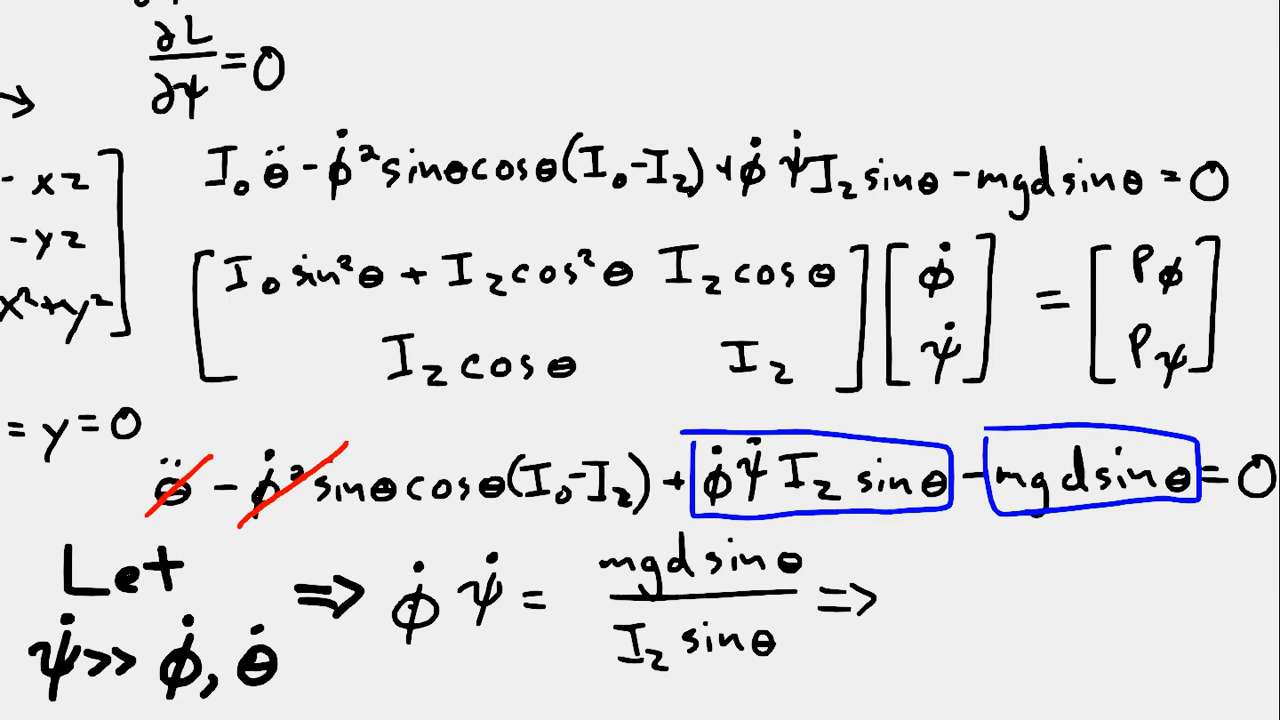 ∂L/∂ψ = 0
I₀θ̈ - φ̇²sinθcosθ(I₀-I₂) + φ̇ψ̇I₂sinθ - mgdsinθ = 0
- xz
- yz
x²+y²
[I₀sin²θ + I₂cos²θ I₂cosθ] [φ̇] = [Pφ]
[I₂cosθ I₂] [ψ̇] [Pψ]
= y = 0
θ̈ - φ̇²sinθcosθ(I₀-I₂) + φ̇ψ̇I₂sinθ - mgdsinθ = 0
Let
ψ̇ >> φ̇, θ̇
⇒ φ̇ψ̇ = mgdsinθ / I₂sinθ ⇒